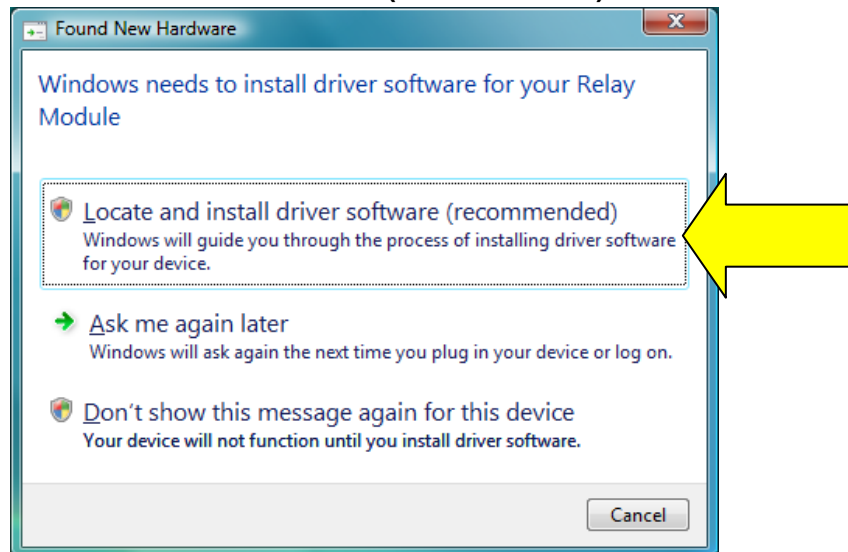 Found New Hardware
Windows needs to install driver software for your Relay
Module
Locate and install driver software (recommended)
Windows will guide you through the process of installing driver software
for your device.
Ask me again later
Windows will ask again the next time you plug in your device or log on.
Don't show this message again for this device
Your device will not function until you install driver software.
Cancel